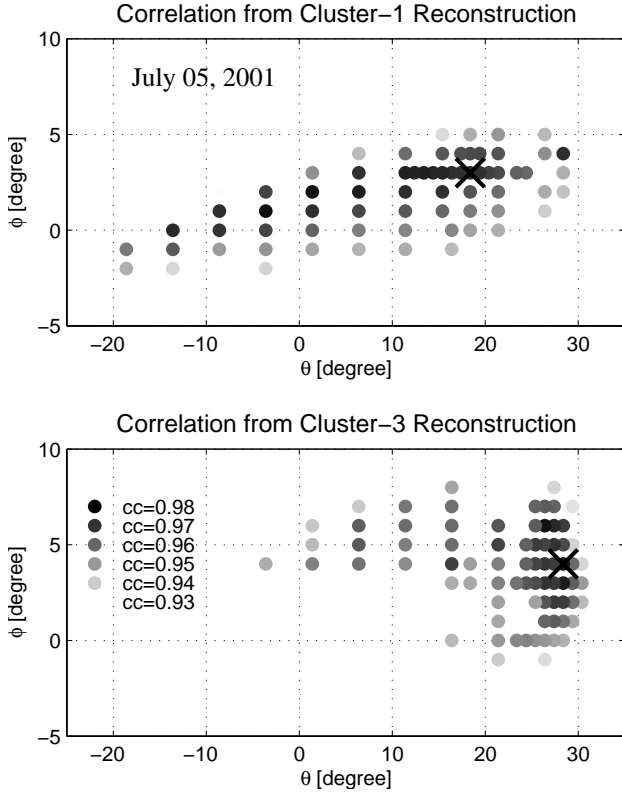 Correlation from Cluster−1 Reconstruction
10
July 05, 2001
5
φ [degree]
0
−5
−20 −10 0 10 20 30
θ [degree]
Correlation from Cluster−3 Reconstruction
10
cc=0.98
cc=0.97
5
cc=0.96
cc=0.95
φ [degree]
cc=0.94
cc=0.93
0
−5
−20 −10 0 10 20 30
θ [degree]